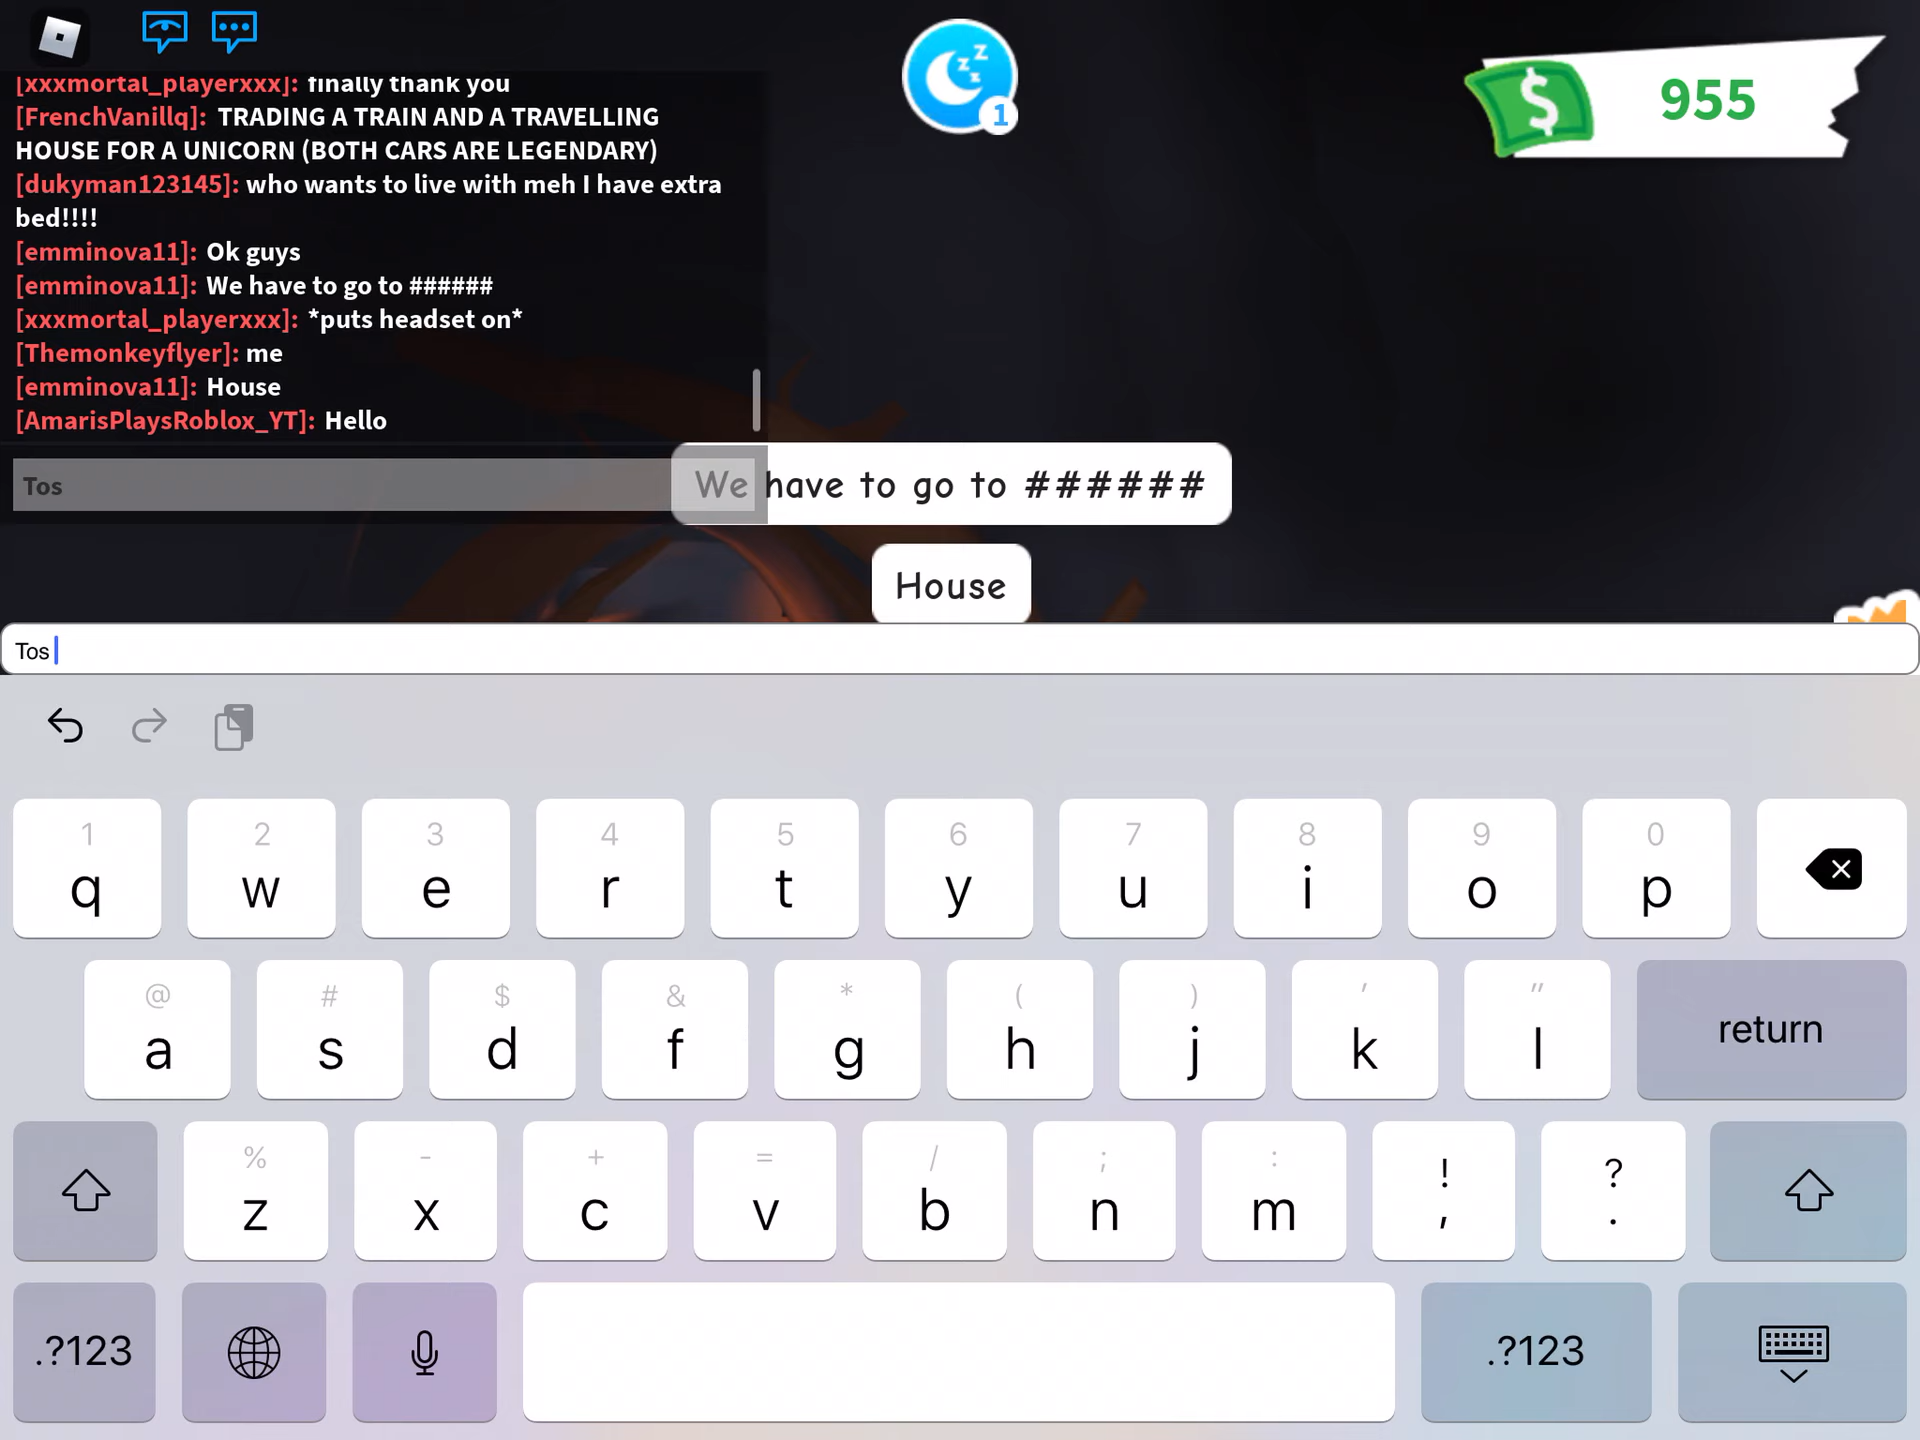 [xxxmortal_playerxxx]: finally thank you
[FrenchVanillq]: TRADING A TRAIN AND A TRAVELLING
HOUSE FOR A UNICORN (BOTH CARS ARE LEGENDARY)
[dukyman123145]: who wants to live with meh I have extra
bed!!!!
[emminova11]: Ok guys
[emminova11]: We have to go to ######
[xxxmortal_playerxxx]: *puts headset on*
[Themonkeyflyer]: me
[emminova11]: House
[AmarisPlaysRoblox_YT]: Hello
z z z
1
$ 955
Tos
We have to go to ######
House
Tos
1 2 3 4 5 6 7 8 9 0
q w e r t y u i o p
@ # $ & * ( ) ' "
a s d f g h j k l return
% - + = / ; : ! ?
z x c v b n m , .
.?123 .?123